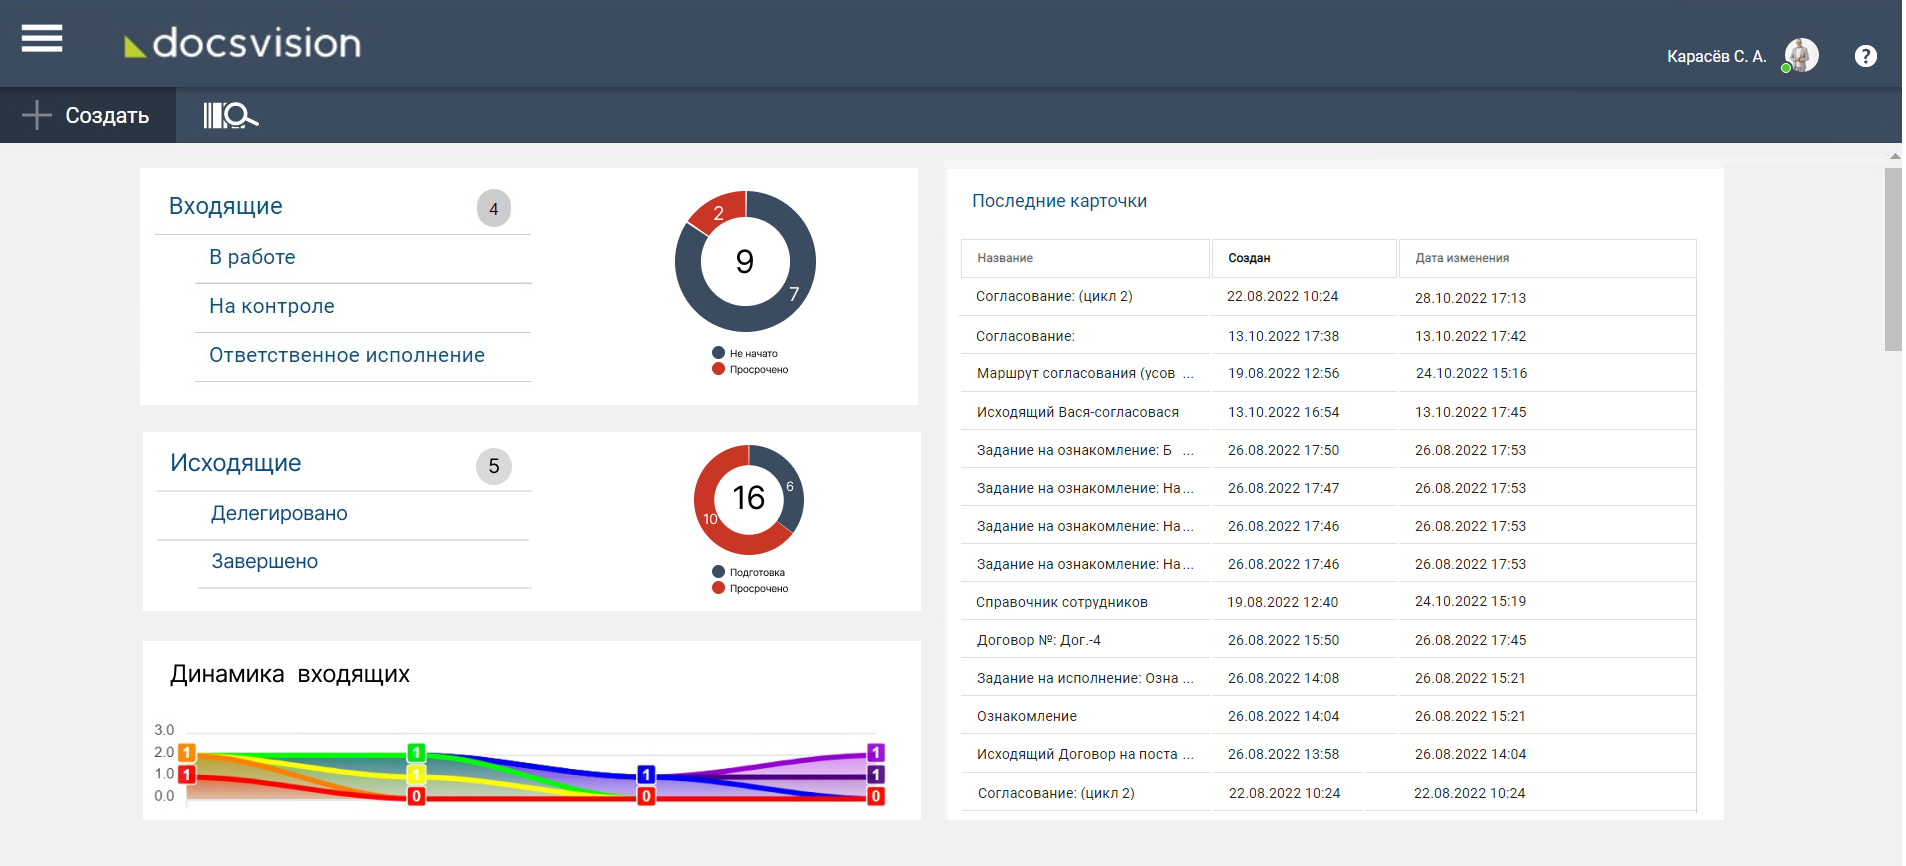 docsvision
Карасёв С. А.
?
Создать
Входящие 4
В работе
На контроле
Ответственное исполнение
2
9
7
Не начато
Просрочено
Исходящие 5
Делегировано
Завершено
6
16
10
Подготовка
Просрочено
Динамика входящих
3.0
2.0 1 1 1
1.0 1 1 1 1
0.0 0 0 0
Последние карточки
Название Создан Дата изменения
Согласование: (цикл 2) 22.08.2022 10:24 28.10.2022 17:13
Согласование: 13.10.2022 17:38 13.10.2022 17:42
Маршрут согласования (усов ... 19.08.2022 12:56 24.10.2022 15:16
Исходящий Вася-согласовася 13.10.2022 16:54 13.10.2022 17:45
Задание на ознакомление: Б ... 26.08.2022 17:50 26.08.2022 17:53
Задание на ознакомление: На... 26.08.2022 17:47 26.08.2022 17:53
Задание на ознакомление: На... 26.08.2022 17:46 26.08.2022 17:53
Задание на ознакомление: На... 26.08.2022 17:46 26.08.2022 17:53
Справочник сотрудников 19.08.2022 12:40 24.10.2022 15:19
Договор №: Дог.-4 26.08.2022 15:50 26.08.2022 17:45
Задание на исполнение: Озна ... 26.08.2022 14:08 26.08.2022 15:21
Ознакомление 26.08.2022 14:04 26.08.2022 15:21
Исходящий Договор на поста ... 26.08.2022 13:58 26.08.2022 14:04
Согласование: (цикл 2) 22.08.2022 10:24 22.08.2022 10:24